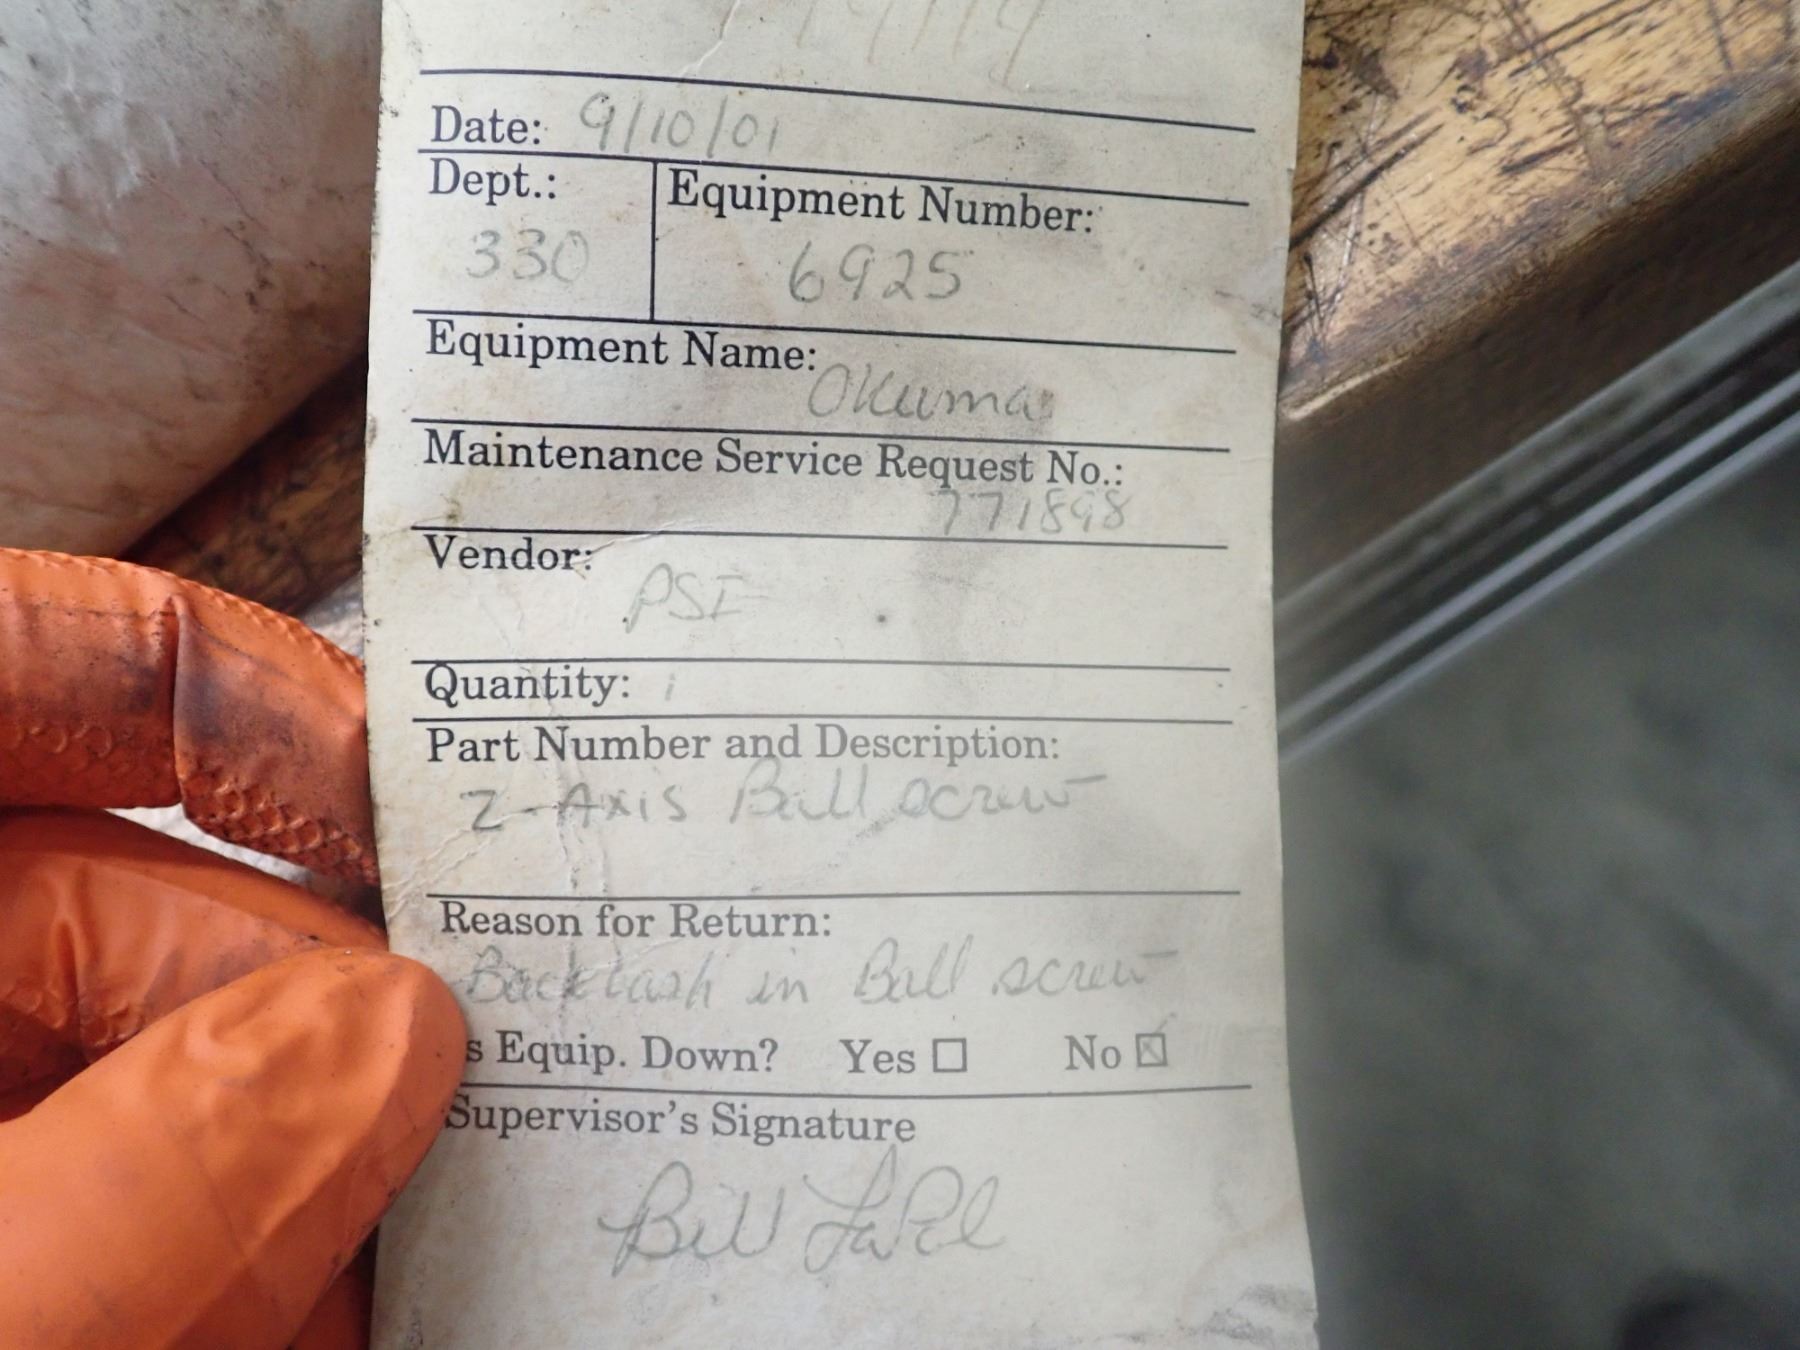 Date: 9/10/01
Dept.: Equipment Number:
330 6925
Equipment Name:
Okuma
Maintenance Service Request No.:
771898
Vendor:
PSI
Quantity: 1
Part Number and Description:
Z-Axis Ball screw
Reason for Return:
Backlash in Ball screw
s Equip. Down? Yes ☐ No ☒
Supervisor's Signature
Bill